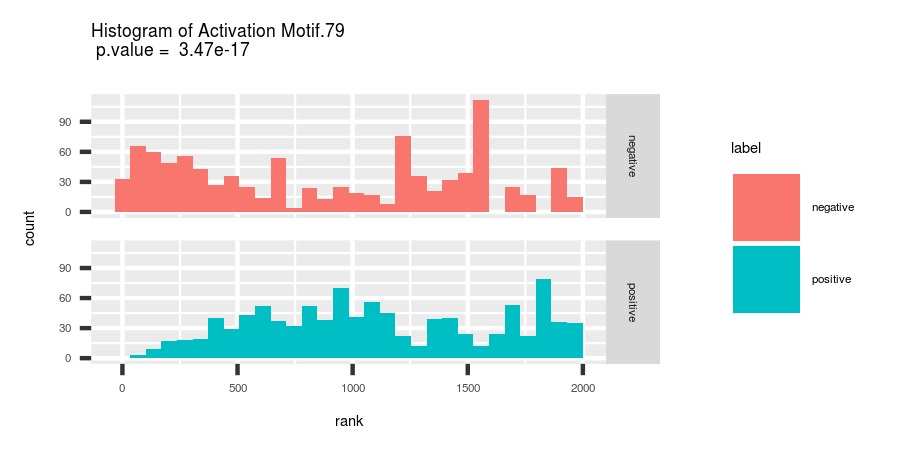 Histogram of Activation Motif.79
p.value = 3.47e-17
count
90
60
30
0
negative
90
60
30
0
positive
0 500 1000 1500 2000
rank
label
negative
positive